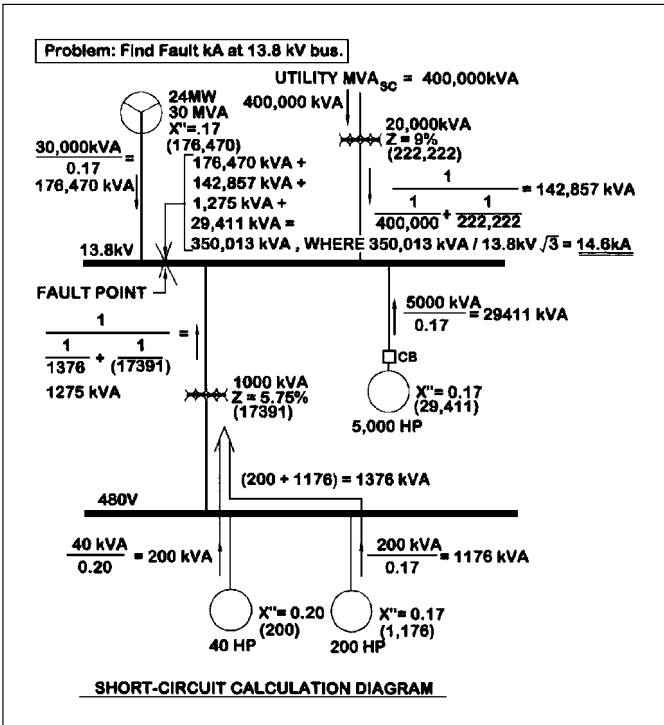 Problem: Find Fault kA at 13.8 kV bus.
UTILITY MVASC = 400,000kVA
400,000 kVA
24MW
30 MVA
X"=.17
(176,470)
20,000kVA
Z = 9%
(222,222)
30,000kVA
0.17
=
176,470 kVA
176,470 kVA +
142,857 kVA +
1,275 kVA +
29,411 kVA =
350,013 kVA , WHERE 350,013 kVA / 13.8kV √3 = 14.6kA
1
1
400,000
+
1
222,222
= 142,857 kVA
13.8kV
FAULT POINT
1
1
1376
+
1
(17391)
=
1275 kVA
5000 kVA
0.17
= 29411 kVA
CB
X"= 0.17
(29,411)
5,000 HP
1000 kVA
Z = 5.75%
(17391)
(200 + 1176) = 1376 kVA
480V
40 kVA
0.20
= 200 kVA
200 kVA
0.17
= 1176 kVA
X"= 0.20
(200)
40 HP
X"= 0.17
(1,176)
200 HP
SHORT-CIRCUIT CALCULATION DIAGRAM